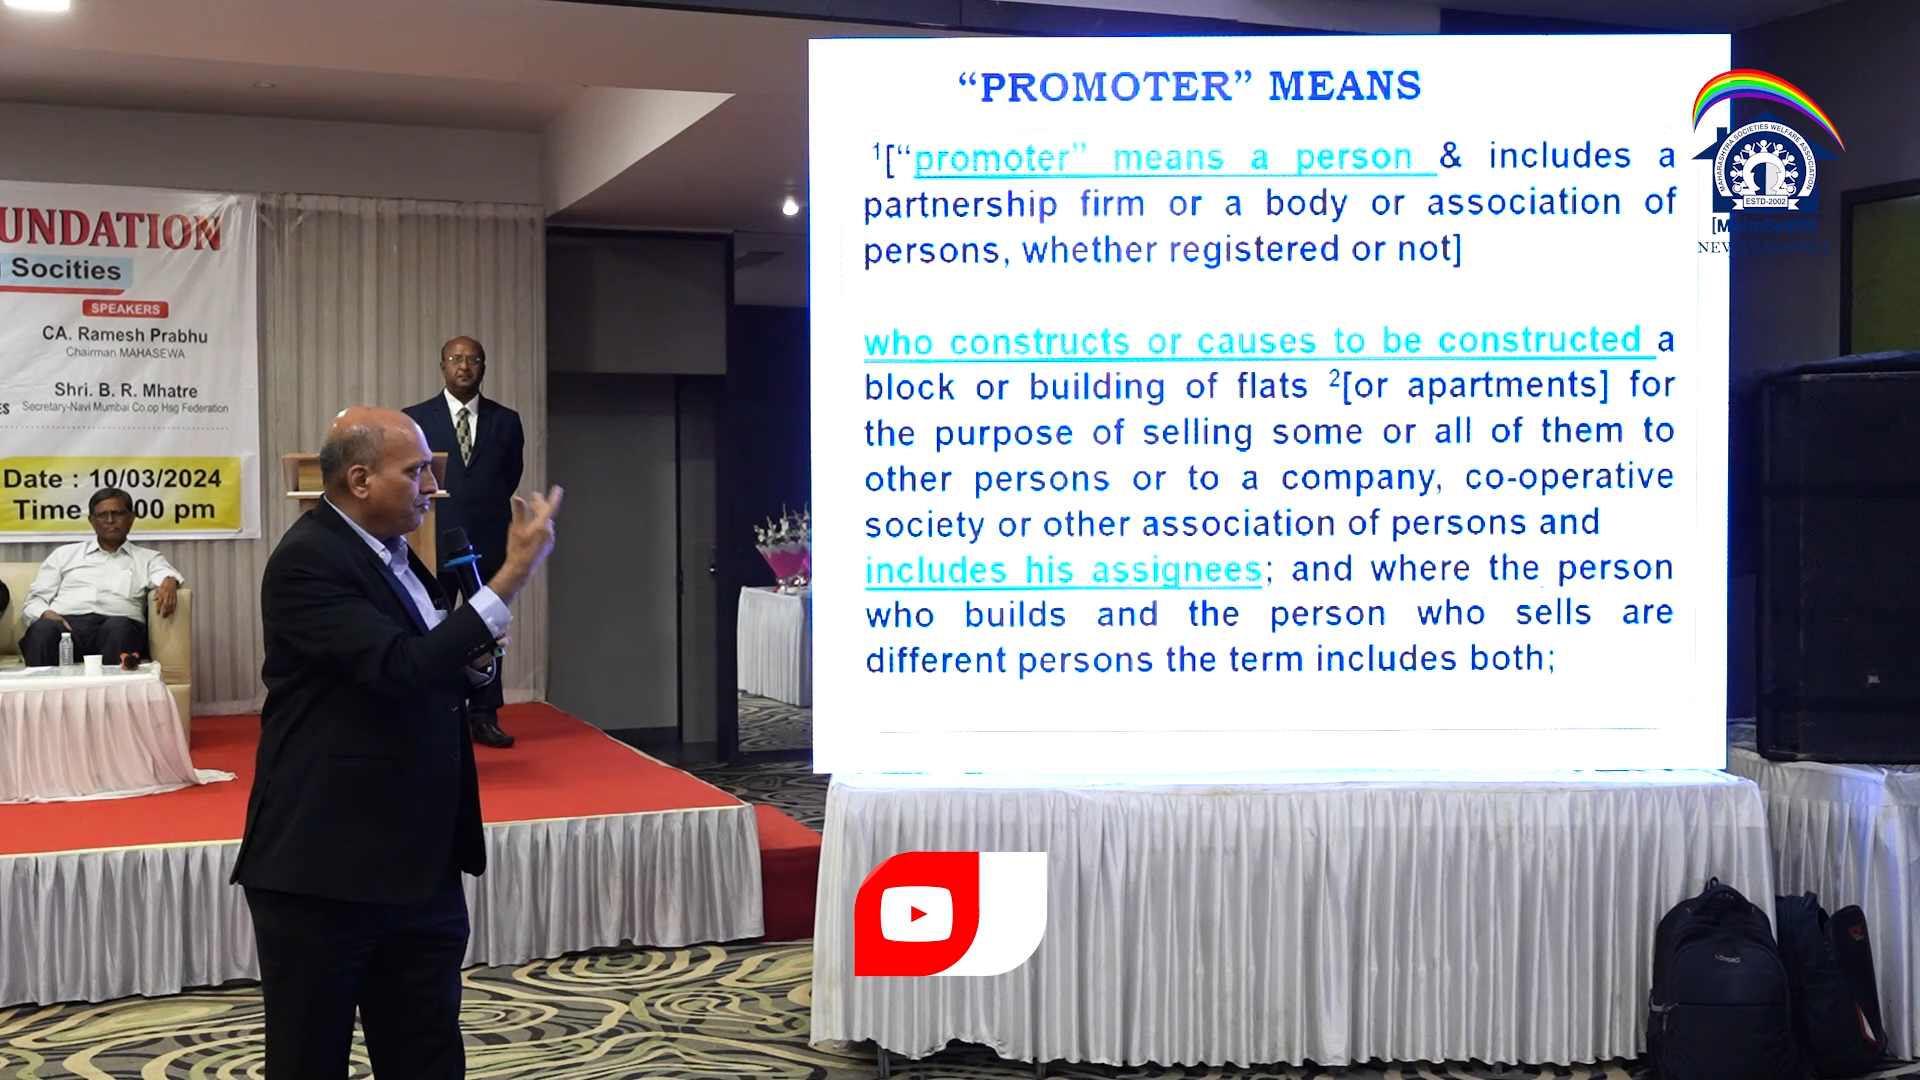 UNDATION
Socities
SPEAKERS
CA. Ramesh Prabhu
Chairman MAHASEWA
Shri. B. R. Mhatre
ES Secretary-Navi Mumbai Co.op Hsg Federation
Date : 10/03/2024
Time 00 pm
“PROMOTER” MEANS
1[“promoter” means a person & includes a
partnership firm or a body or association of
persons, whether registered or not]
who constructs or causes to be constructed a
block or building of flats 2[or apartments] for
the purpose of selling some or all of them to
other persons or to a company, co-operative
society or other association of persons and
includes his assignees; and where the person
who builds and the person who sells are
different persons the term includes both;
MAHARASHTRA SOCIETIES WELFARE ASSOCIATION
ESTD-2002